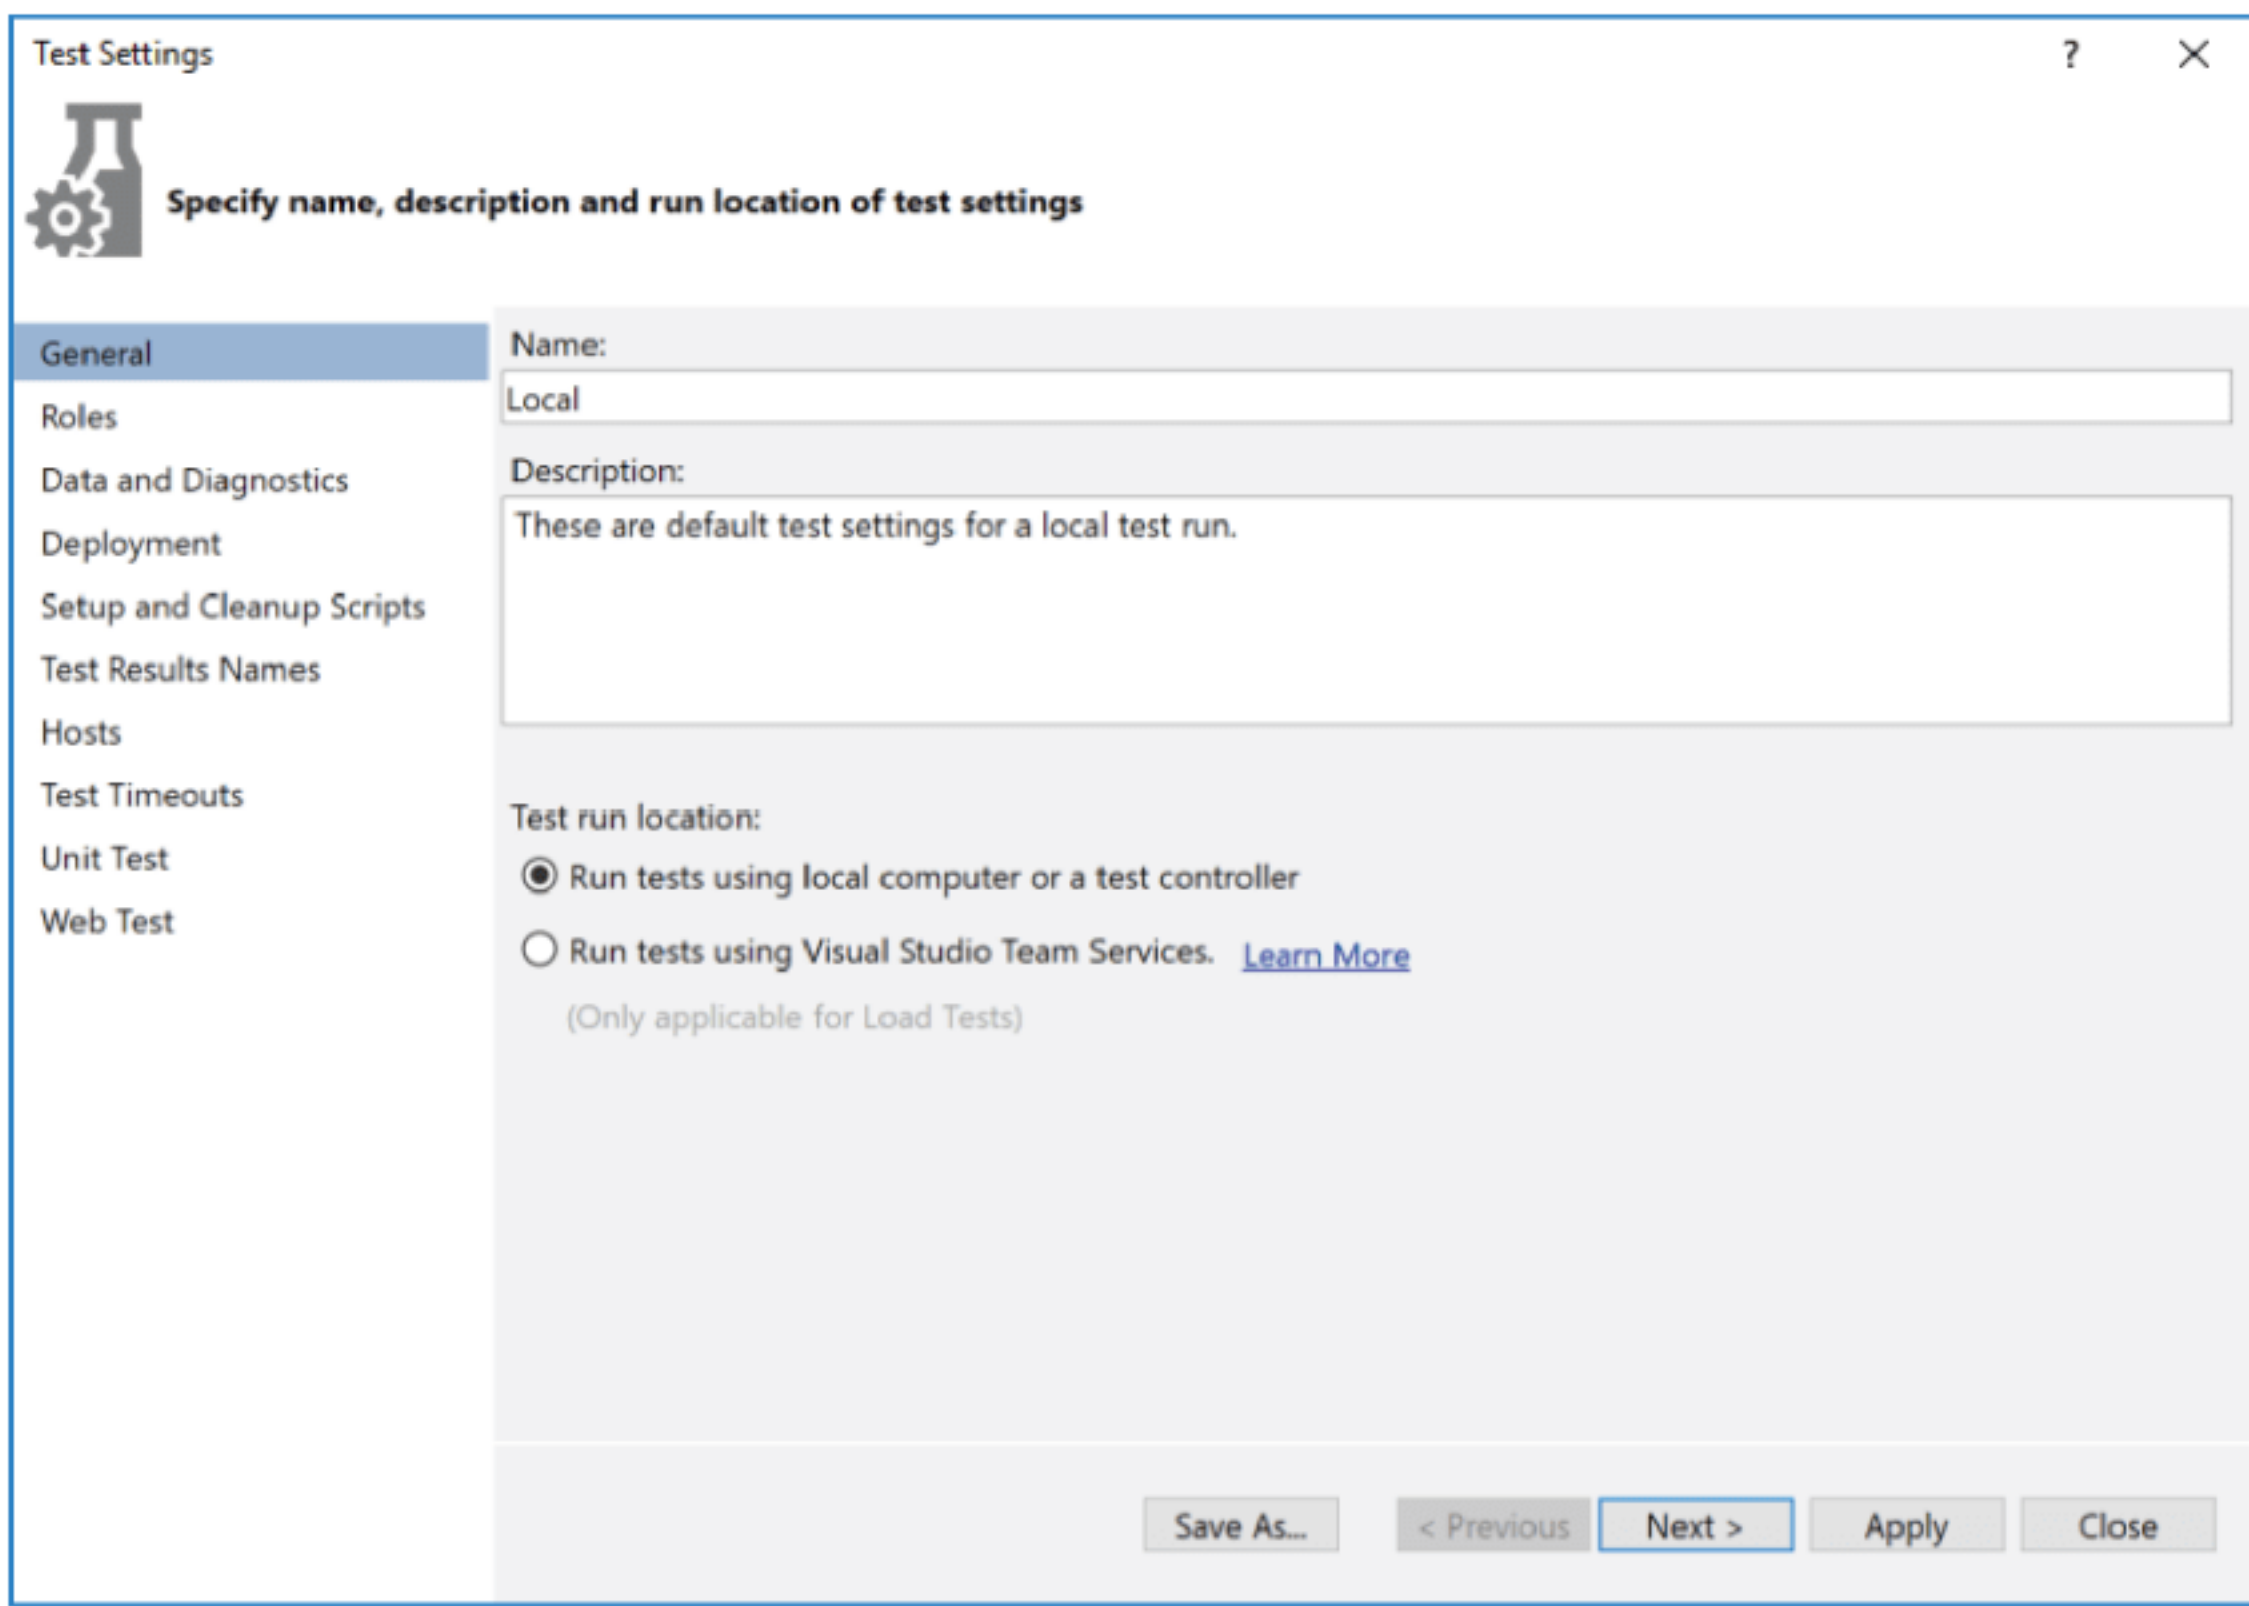 Test Settings
?
Specify name, description and run location of test settings
General
Roles
Data and Diagnostics
Deployment
Setup and Cleanup Scripts
Test Results Names
Hosts
Test Timeouts
Unit Test
Web Test
Name:
Local
Description:
These are default test settings for a local test run.
Test run location:
Run tests using local computer or a test controller
Run tests using Visual Studio Team Services. Learn More
(Only applicable for Load Tests)
Save As... < Previous Next > Apply Close